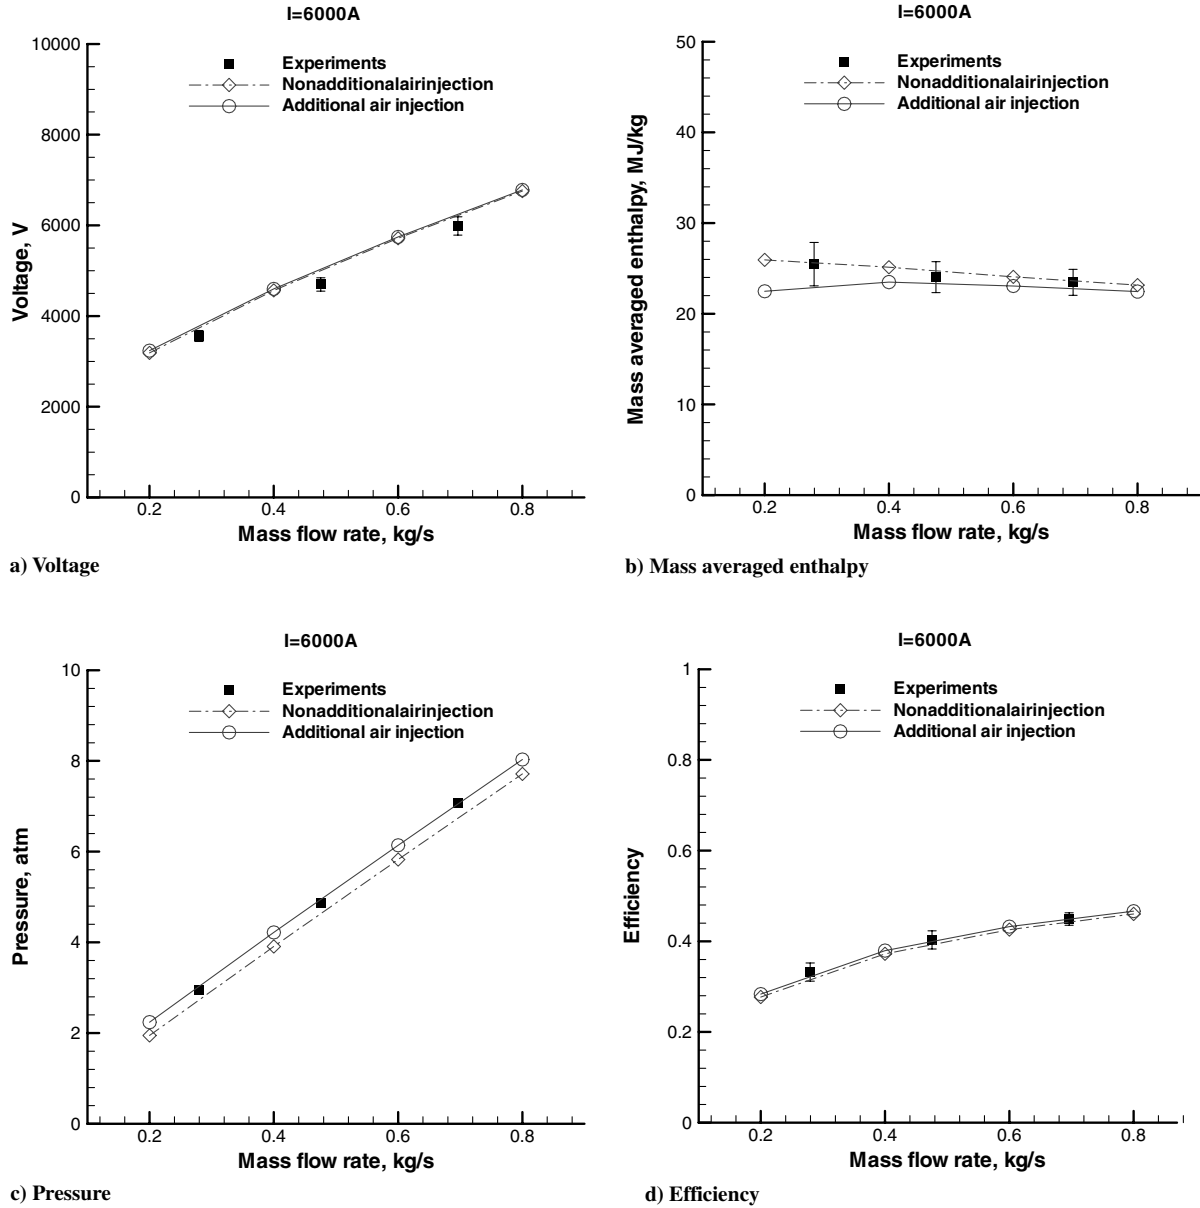 I=6000A
10000
8000
6000
4000
2000
0
Voltage, V
Experiments
Nonadditionalairinjection
Additional air injection
0.2 0.4 0.6 0.8
Mass flow rate, kg/s
a) Voltage
I=6000A
50
40
30
20
10
0
Mass averaged enthalpy, MJ/kg
Experiments
Nonadditionalairinjection
Additional air injection
0.2 0.4 0.6 0.8
Mass flow rate, kg/s
b) Mass averaged enthalpy
I=6000A
10
8
6
4
2
0
Pressure, atm
Experiments
Nonadditionalairinjection
Additional air injection
0.2 0.4 0.6 0.8
Mass flow rate, kg/s
c) Pressure
I=6000A
1
0.8
0.6
0.4
0.2
0
Efficiency
Experiments
Nonadditionalairinjection
Additional air injection
0.2 0.4 0.6 0.8
Mass flow rate, kg/s
d) Efficiency